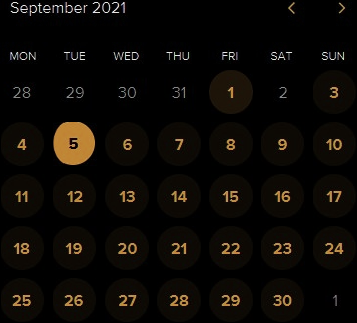 September 2021
MON TUE WED THU FRI SAT SUN
28 29 30 31 1 2 3
4 5 6 7 8 9 10
11 12 13 14 15 16 17
18 19 20 21 22 23 24
25 26 27 28 29 30 1